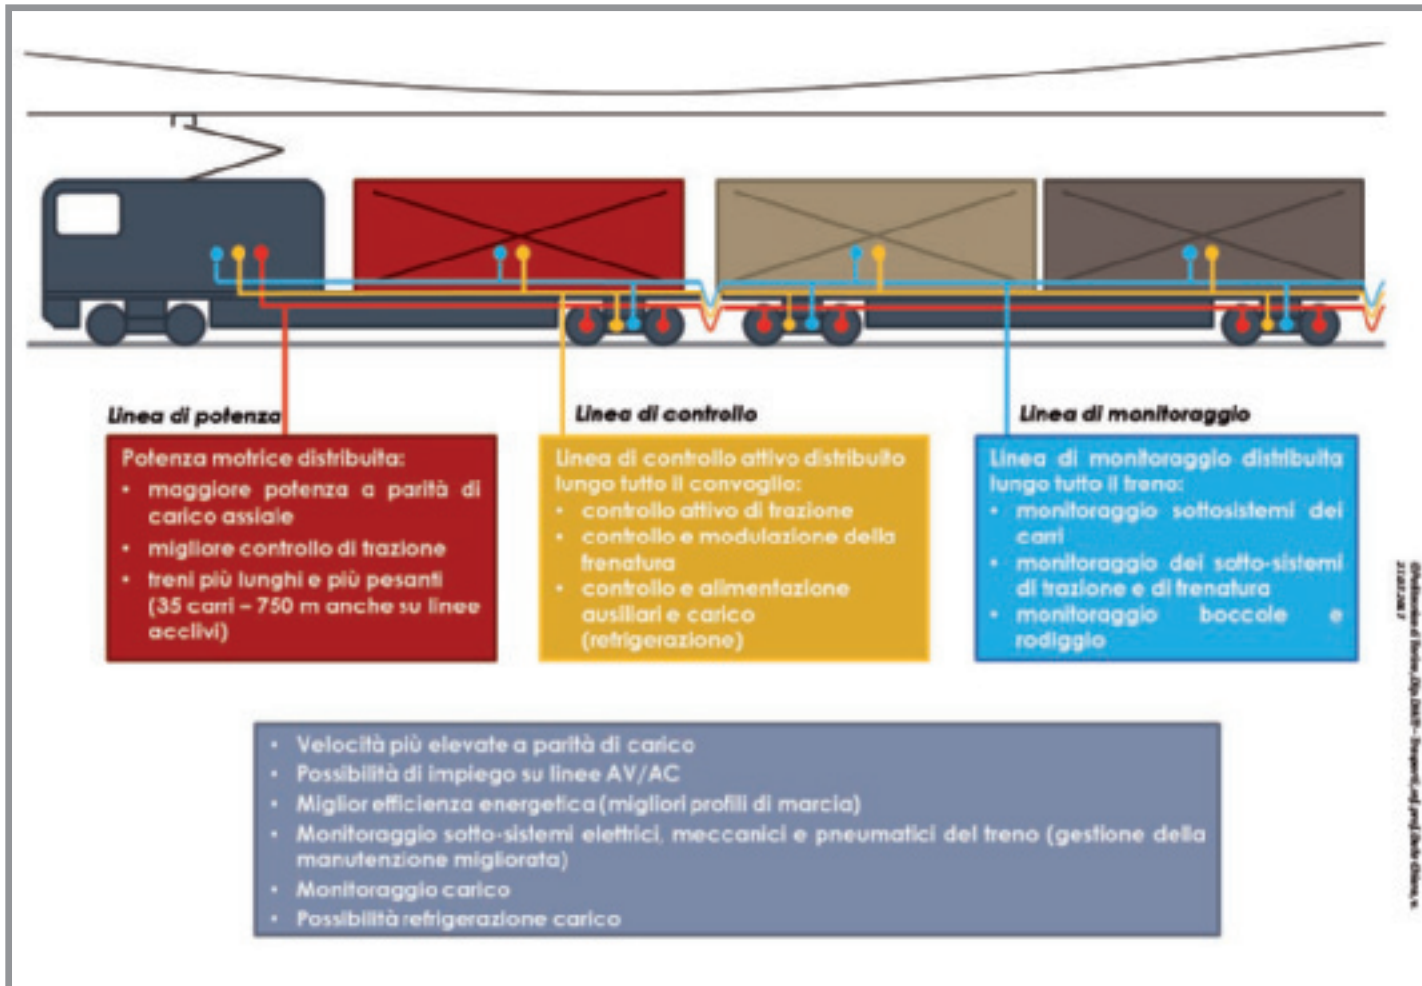 Linea di potenza
Linea di controllo
Linea di monitoraggio
Potenza motrice distribuita:
• maggiore potenza a parità di
carico assiale
• migliore controllo di trazione
• treni più lunghi e più pesanti
(35 carri – 750 m anche su linee
acclivi)
Linea di controllo attivo distribuito
lungo tutto il convoglio:
• controllo attivo di trazione
• controllo e modulazione della
frenatura
• controllo e alimentazione
ausiliari e carico
(refrigerazione)
Linea di monitoraggio distribuita
lungo tutto il treno:
• monitoraggio sottosistemi dei
carri
• monitoraggio dei sotto-sistemi
di trazione e di frenatura
• monitoraggio boccole e
rodiggio
• Velocità più elevate a parità di carico
• Possibilità di impiego su linee AV/AC
• Miglior efficienza energetica (migliori profili di marcia)
• Monitoraggio sotto-sistemi elettrici, meccanici e pneumatici del treno (gestione della
manutenzione migliorata)
• Monitoraggio carico
• Possibilità refrigerazione carico